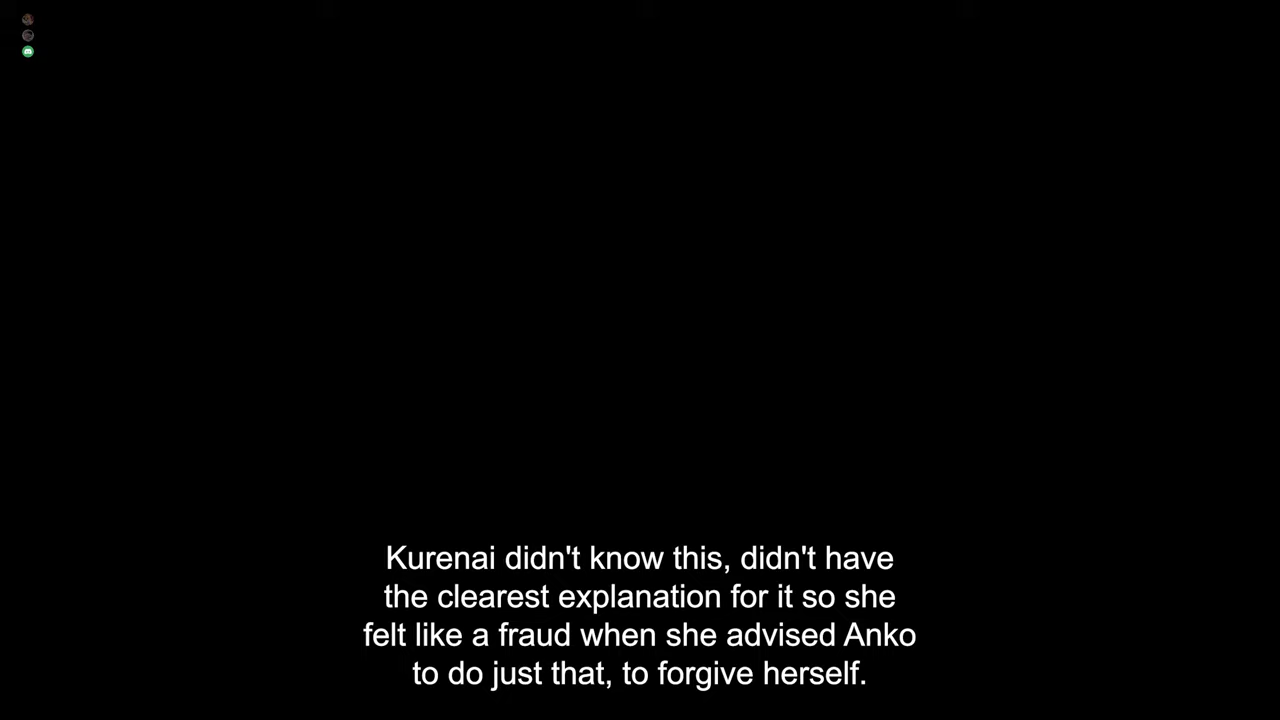 Kurenai didn't know this, didn't have
the clearest explanation for it so she
felt like a fraud when she advised Anko
to do just that, to forgive herself.